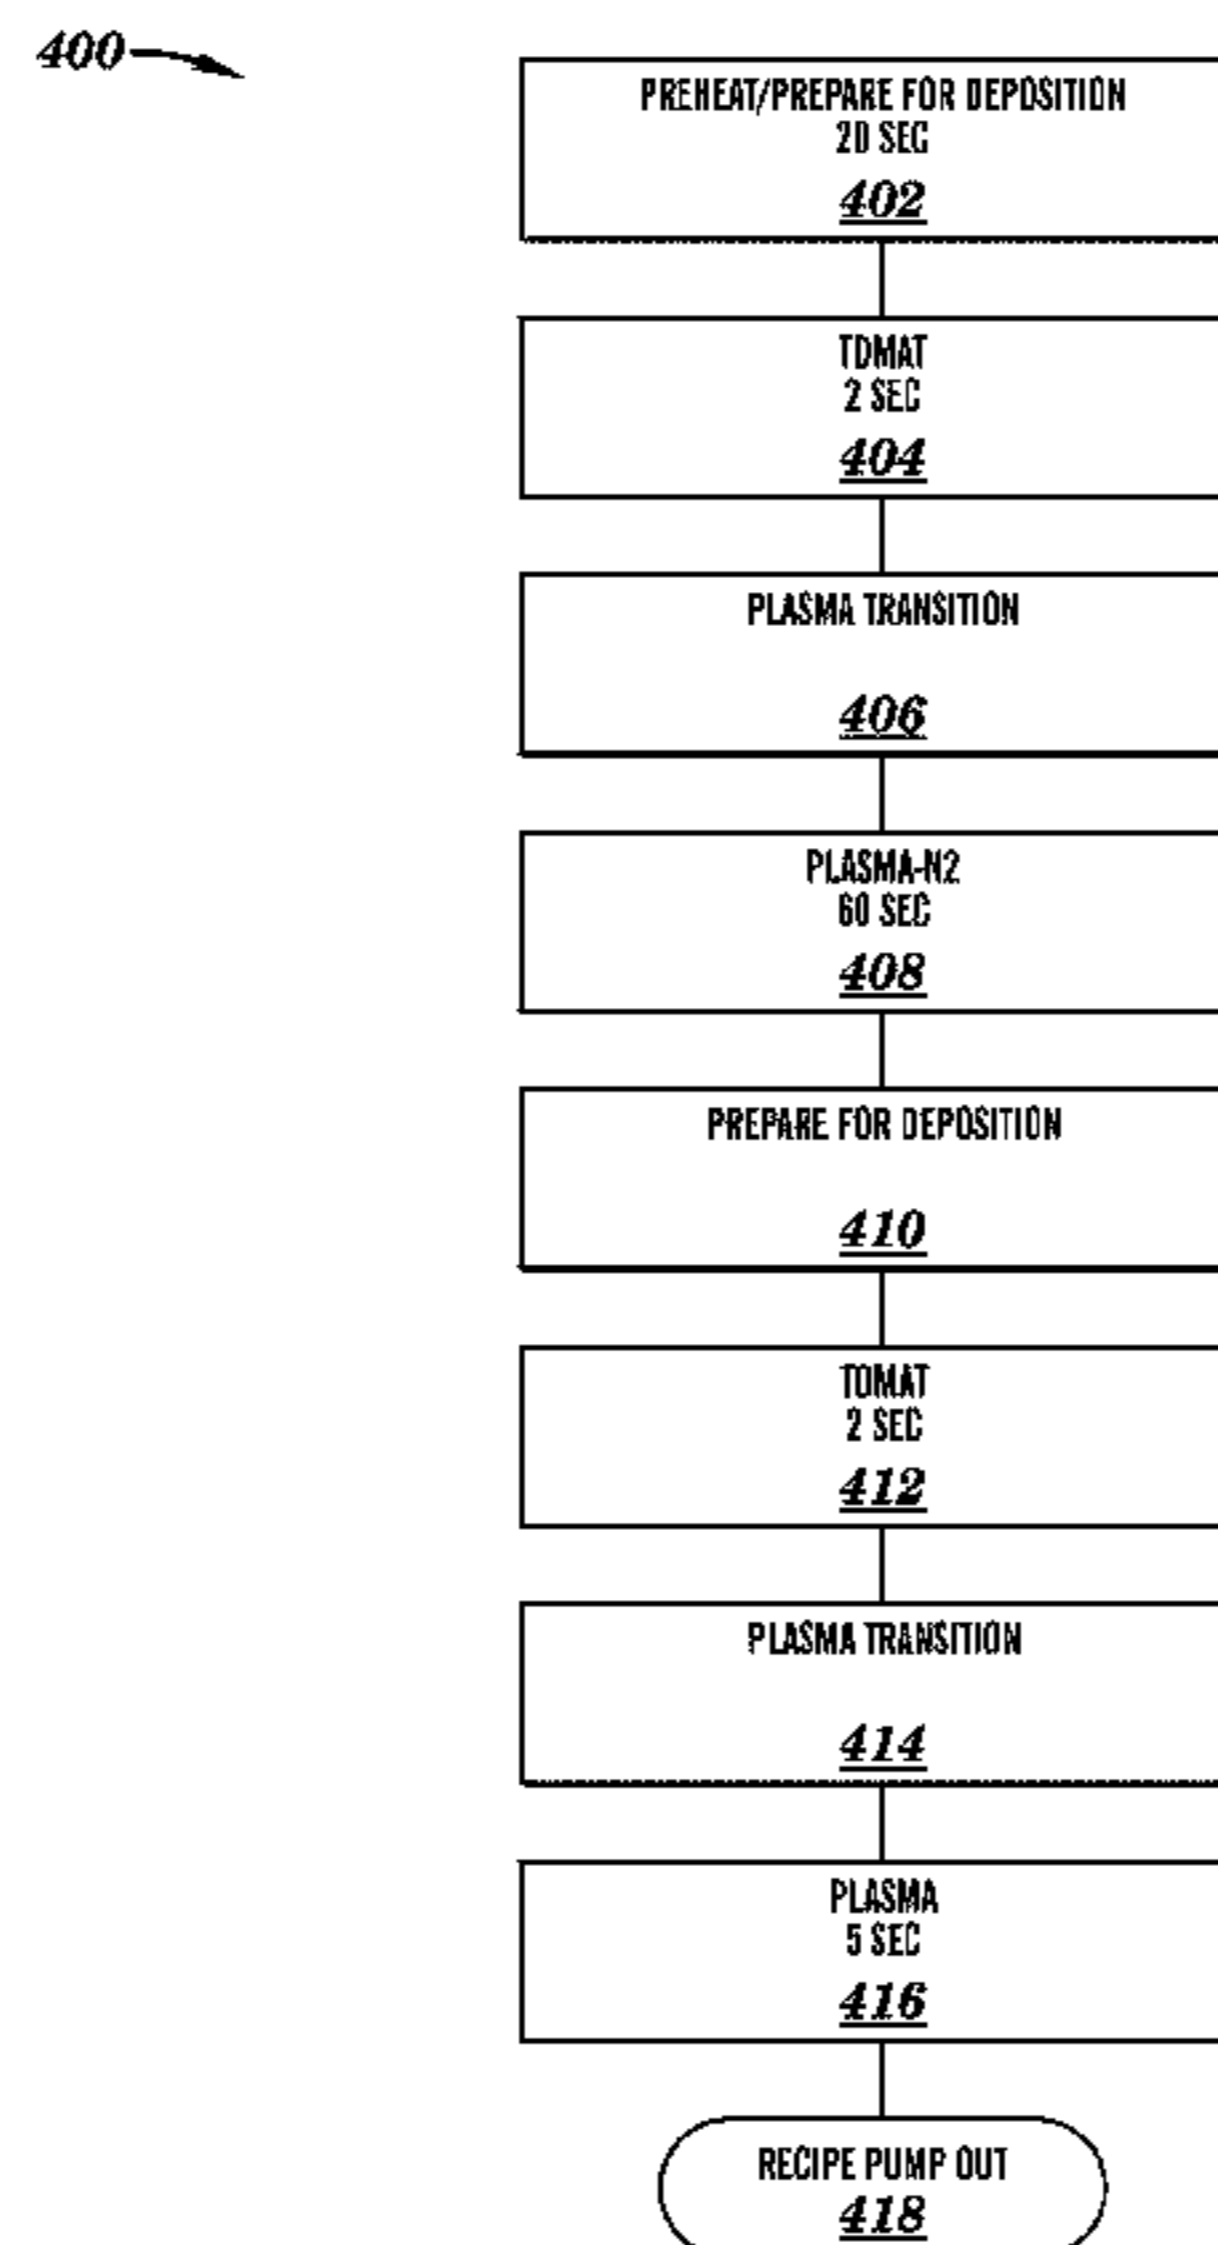 400
PREHEAT/PREPARE FOR DEPOSITION
20 SEC
402
TDMAT
2 SEC
404
PLASMA TRANSITION
406
PLASMA-N2
60 SEC
408
PREPARE FOR DEPOSITION
410
TDMAT
2 SEC
412
PLASMA TRANSITION
414
PLASMA
5 SEC
416
RECIPE PUMP OUT
418